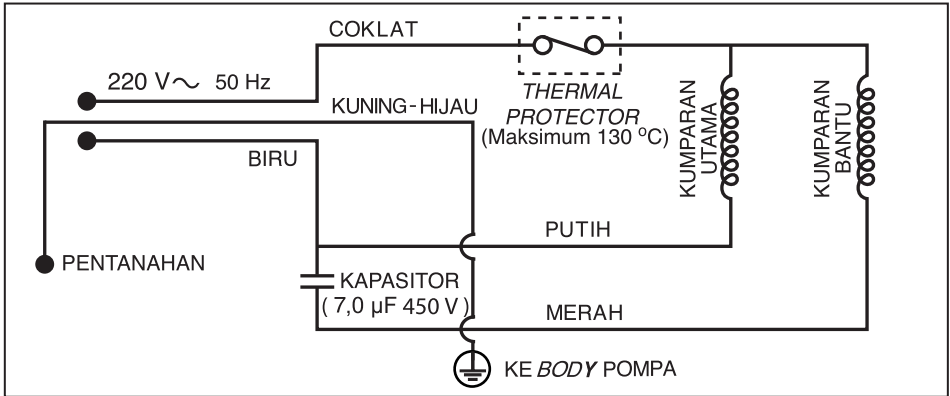 COKLAT
220 V~ 50 Hz
KUNING-HIJAU
THERMAL
PROTECTOR
(Maksimum 130 °C)
BIRU
KUMPARAN
UTAMA
KUMPARAN
BANTU
PUTIH
PENTANAHAN
KAPASITOR
( 7,0 µF 450 V )
MERAH
KE BODY POMPA